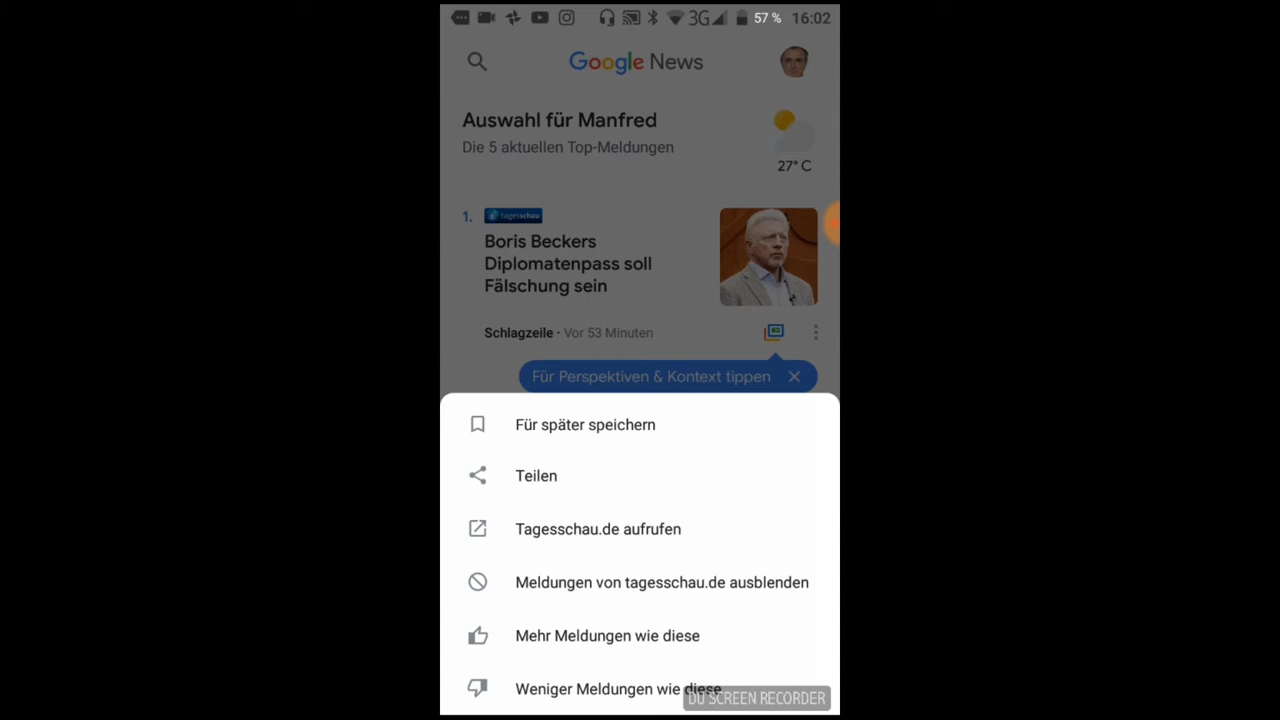 3G 57 % 16:02
Google News
Auswahl für Manfred
Die 5 aktuellen Top-Meldungen
27° C
1. tagesschau
Boris Beckers
Diplomatenpass soll
Fälschung sein
Schlagzeile · Vor 53 Minuten
Für Perspektiven & Kontext tippen
Für später speichern
Teilen
Tagesschau.de aufrufen
Meldungen von tagesschau.de ausblenden
Mehr Meldungen wie diese
Weniger Meldungen wie diese
DU SCREEN RECORDER